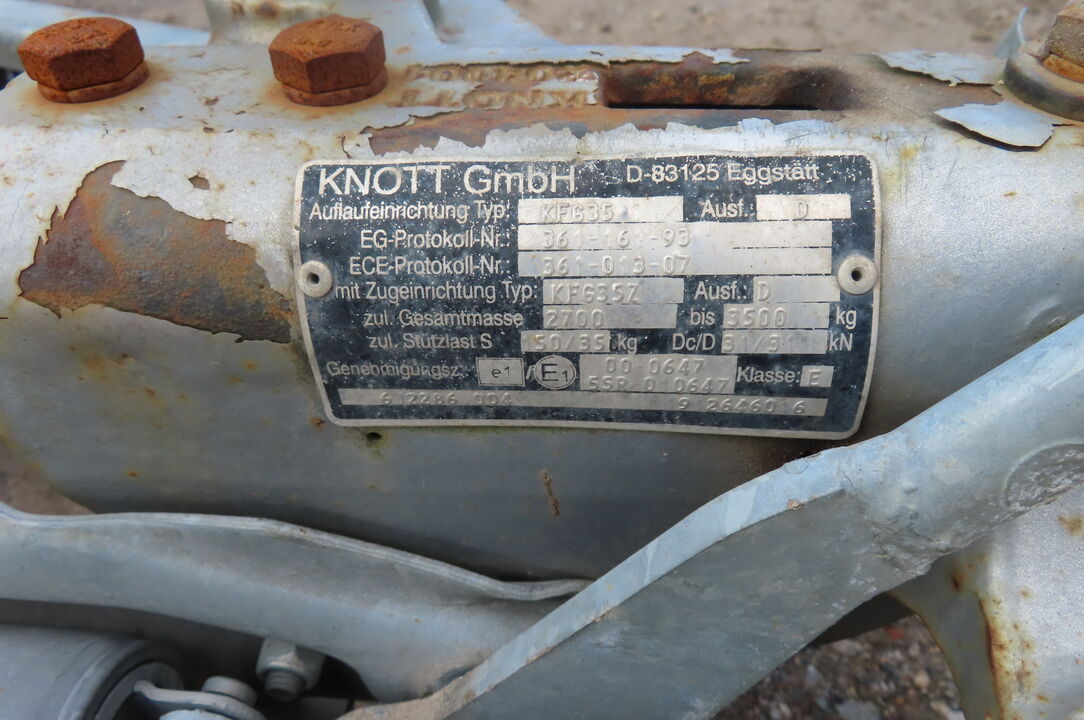 KNOTT GmbH D-83125 Eggstätt
Auflaufeinrichtung Typ: KFG35 Ausf. D
EG-Protokoll-Nr.: 361-161-93
ECE-Protokoll-Nr.: 361-013-07
mit Zugeinrichtung Typ: KFG35Z Ausf.: D
zul. Gesamtmasse 2700 bis 3500 kg
zul. Stützlast S 50/35 kg Dc/D 31/31 kN
Genehmigungsz.: e1 / E1 00 0647
55R 010647 Klasse: E
6 2286 004 9 26460 6